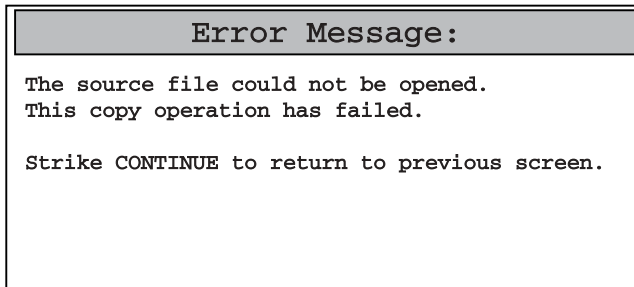 Error Message:
The source file could not be opened.
This copy operation has failed.
Strike CONTINUE to return to previous screen.